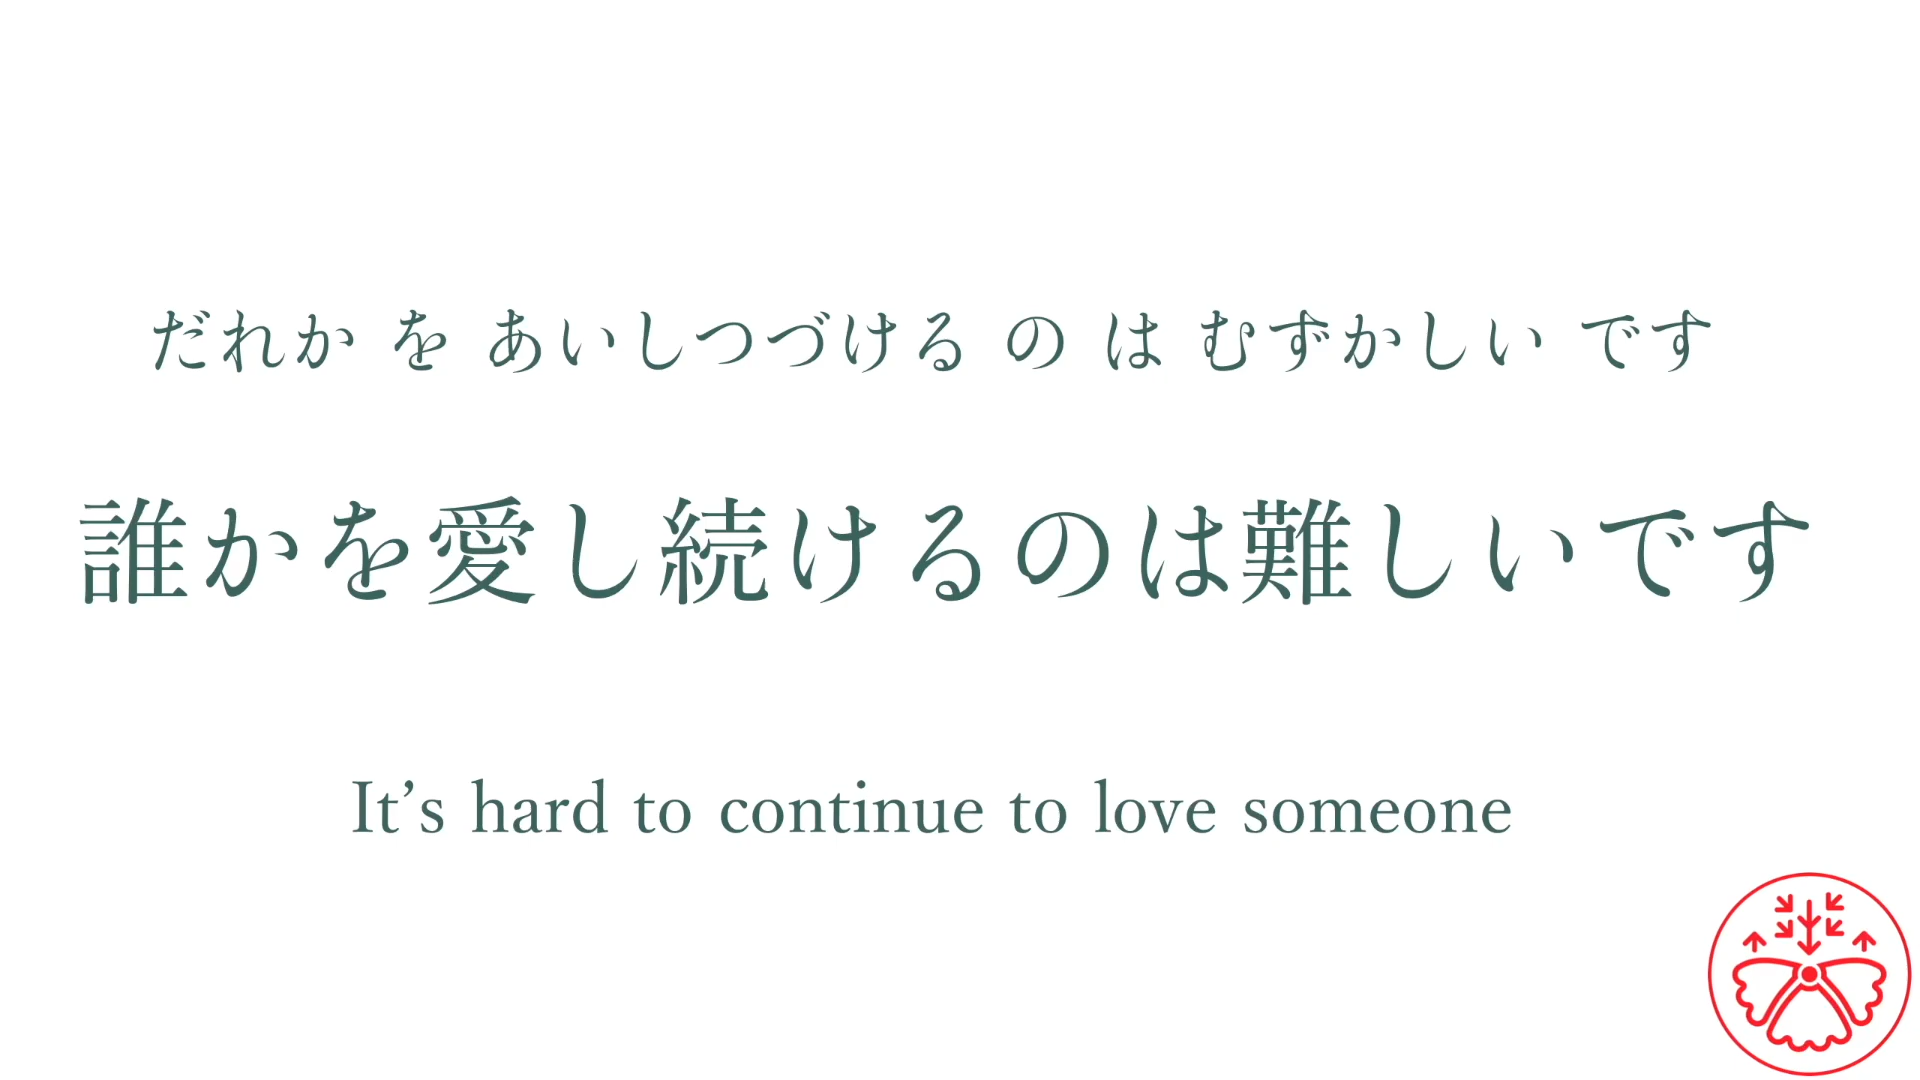 だれか を あいしつづける の は むずかしい です
誰かを愛し続けるのは難しいです
It’s hard to continue to love someone